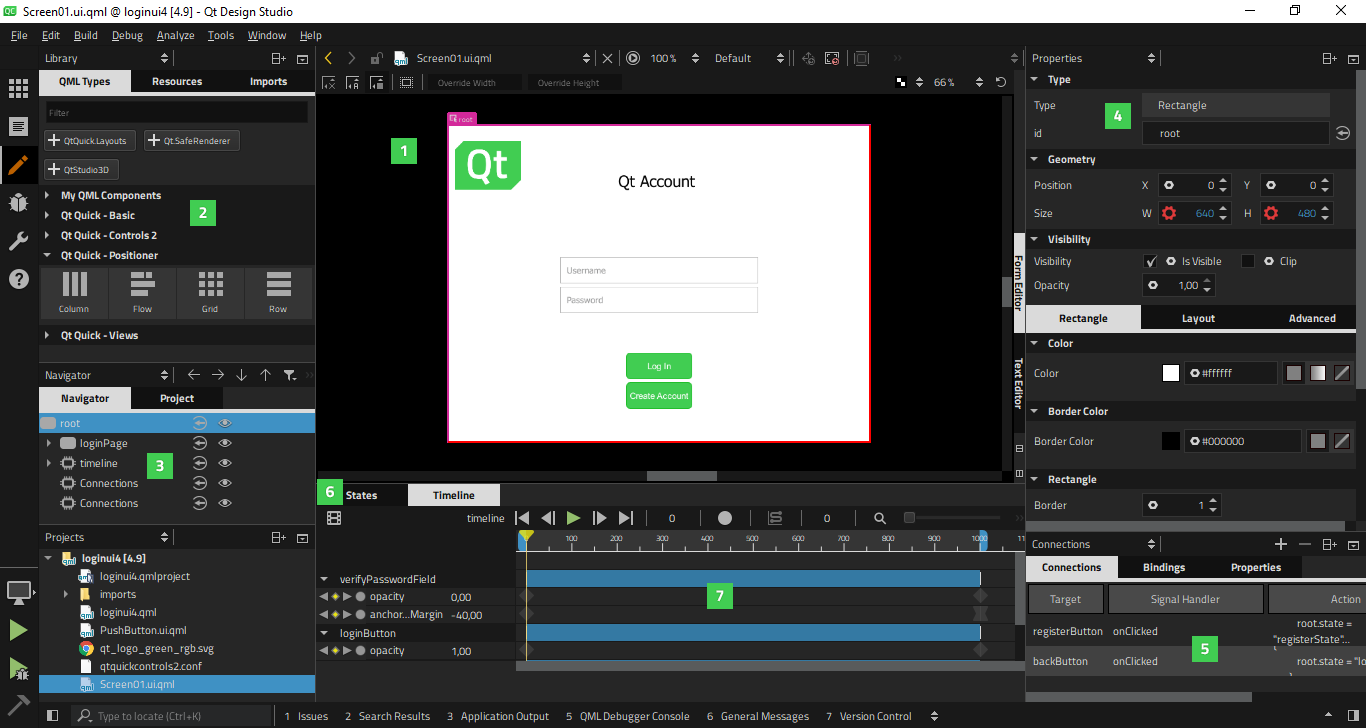 Screen01.ui.qml @ loginui4 [4.9] - Qt Design Studio
File Edit Build Debug Analyze Tools Window Help
Library
QML Types Resources Imports
Filter
QtQuick.Layouts Qt.SafeRenderer
QtStudio3D
My QML Components
Qt Quick - Basic
2
Qt Quick - Controls 2
Qt Quick - Positioner
Column Flow Grid Row
Qt Quick - Views
Navigator
Navigator Project
root
loginPage
timeline
3
Connections
Connections
Projects
loginui4 [4.9]
loginui4.qmlproject
imports
loginui4.qml
PushButton.ui.qml
qt_logo_green_rgb.svg
qtquickcontrols2.conf
Screen01.ui.qml
Screen01.ui.qml 100% Default
Override Width Override Height 66%
1
root
Qt
Qt Account
Username
Password
Log In
Create Account
Form Editor
Text Editor
6 States Timeline
timeline 0 0
100 200 300 400 500 600 700 800 900 1000 11
verifyPasswordField
opacity 0,00
7
anchor...Margin -40,00
loginButton
opacity 1,00
Properties
Type
Type Rectangle
4
id root
Geometry
Position X 0 Y 0
Size W 640 H 480
Visibility
Visibility Is Visible Clip
Opacity 1,00
Rectangle Layout Advanced
Color
Color #ffffff
Border Color
Border Color #000000
Rectangle
Border 1
Connections
Connections Bindings Properties
Target Signal Handler Action
registerButton onClicked root.state =
"registerState"...
5
backButton onClicked root.state = "lo
Type to locate (Ctrl+K) 1 Issues 2 Search Results 3 Application Output 5 QML Debugger Console 6 General Messages 7 Version Control